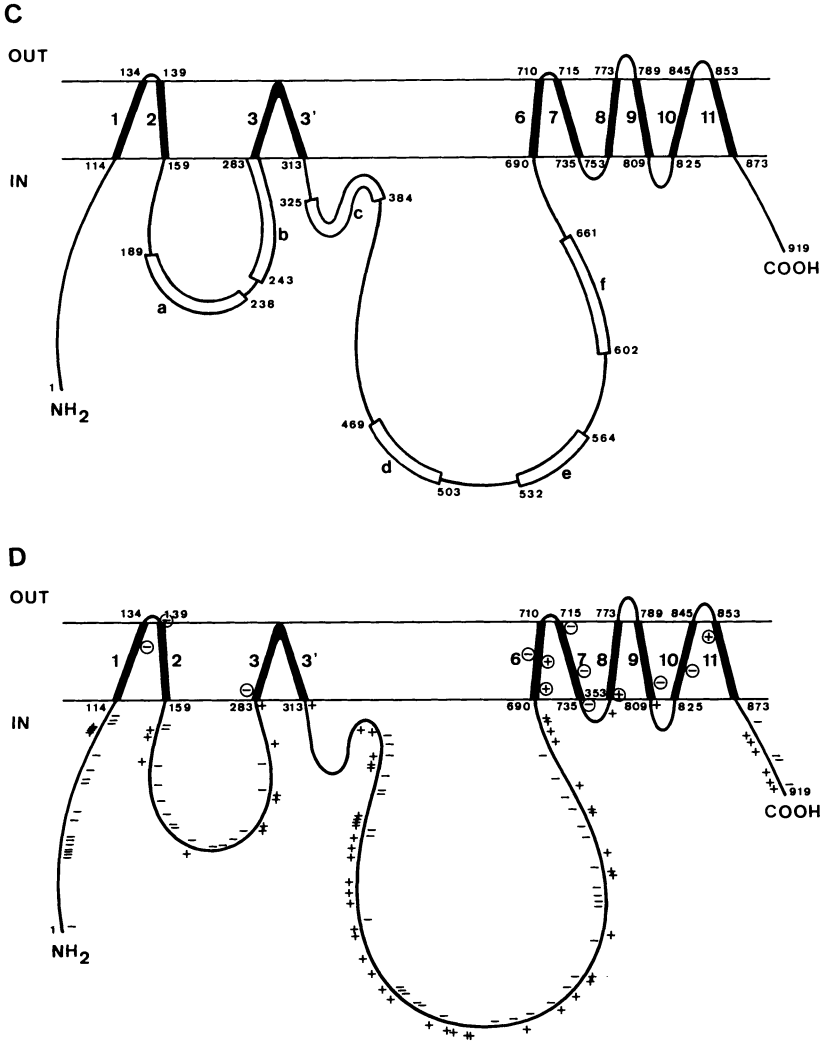 C
OUT
134 139 710 715 773 789 845 853
1 2 3 3' 6 7 8 9 10 11
114 159 283 313 690 735 753 809 825 873
IN
325 c 384
b
189 661 919
COOH
243
a 238 f
602
1
NH2
469 564
d e
503 532
D
OUT
134 139 710 715 773 789 845 853
1 2 3 3' 6 7 8 9 10 11
114 159 283 313 690 735 353 809 825 873
IN
919
COOH
1
NH2